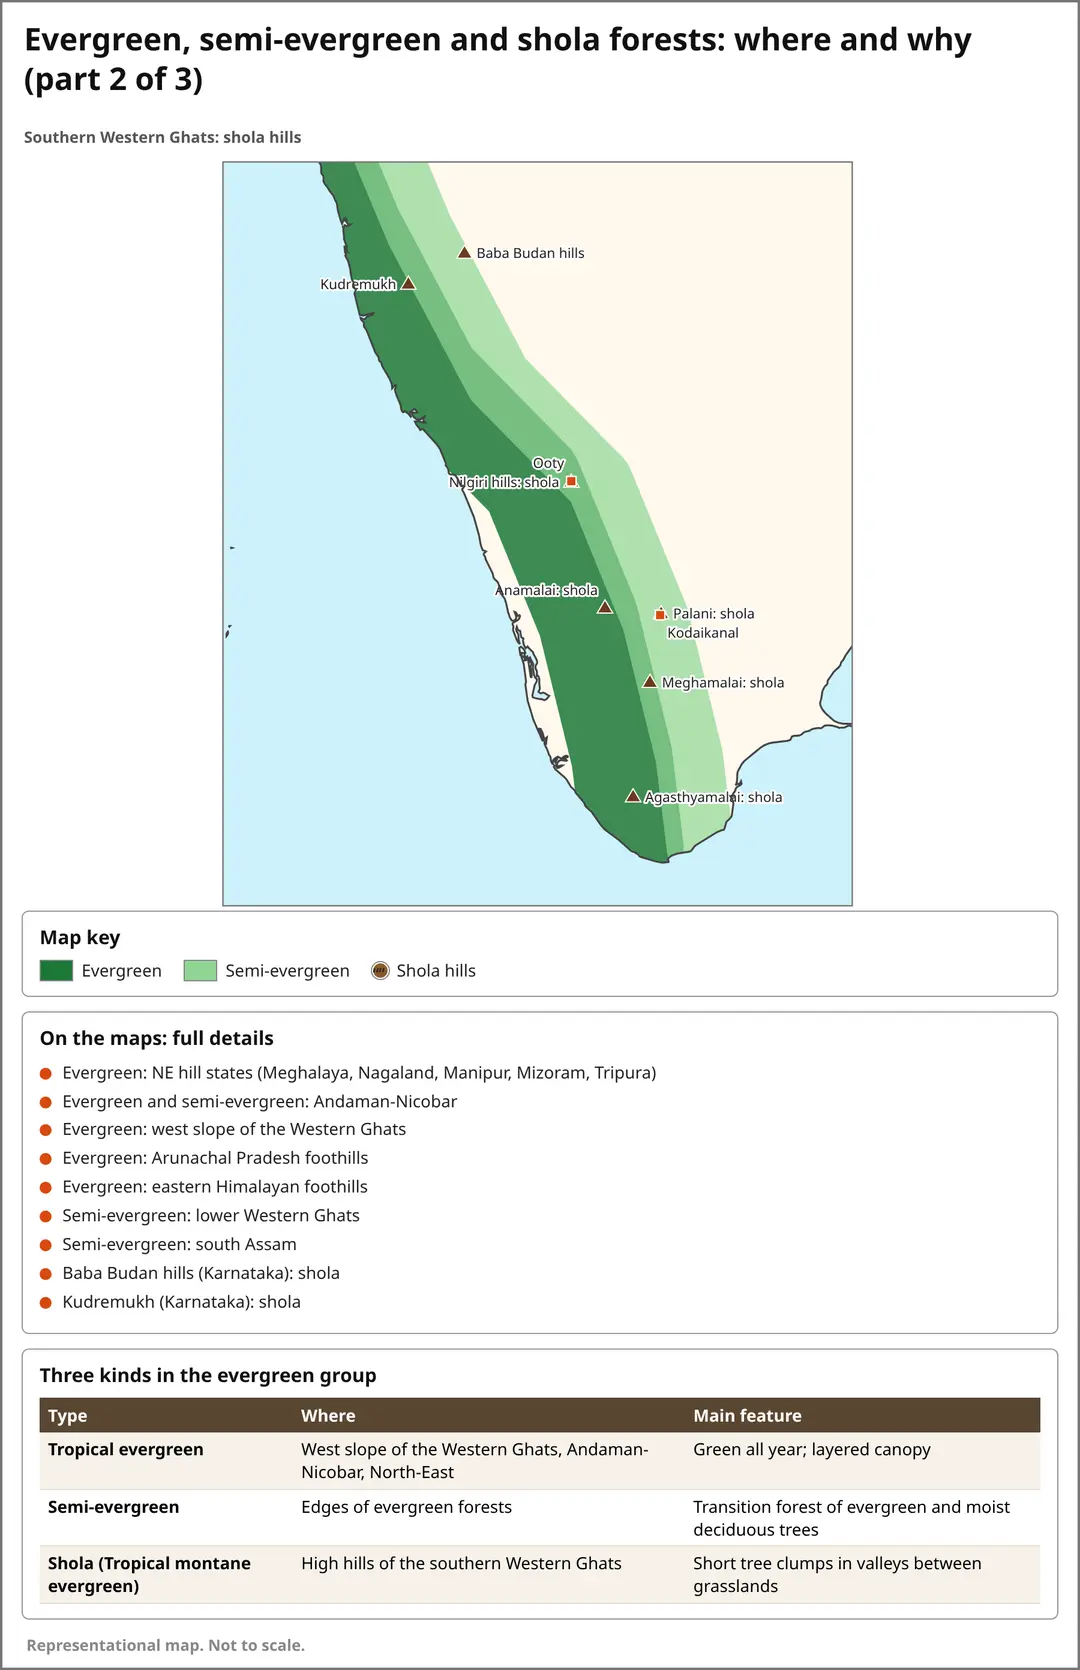 Evergreen, semi-evergreen and shola forests: where and why
(part 2 of 3)
Southern Western Ghats: shola hills
Baba Budan hills
Kudremukh
Ooty
Nilgiri hills: shola
Anamalai: shola
Palani: shola
Kodaikanal
Meghamalai: shola
Agasthyamalai: shola
Map key
Evergreen
Semi-evergreen
Shola hills
On the maps: full details
Evergreen: NE hill states (Meghalaya, Nagaland, Manipur, Mizoram, Tripura)
Evergreen and semi-evergreen: Andaman-Nicobar
Evergreen: west slope of the Western Ghats
Evergreen: Arunachal Pradesh foothills
Evergreen: eastern Himalayan foothills
Semi-evergreen: lower Western Ghats
Semi-evergreen: south Assam
Baba Budan hills (Karnataka): shola
Kudremukh (Karnataka): shola
Three kinds in the evergreen group
Type Where Main feature
Tropical evergreen West slope of the Western Ghats, Andaman- Green all year; layered canopy
Nicobar, North-East
Semi-evergreen Edges of evergreen forests Transition forest of evergreen and moist
deciduous trees
Shola (Tropical montane High hills of the southern Western Ghats Short tree clumps in valleys between
evergreen) grasslands
Representational map. Not to scale.